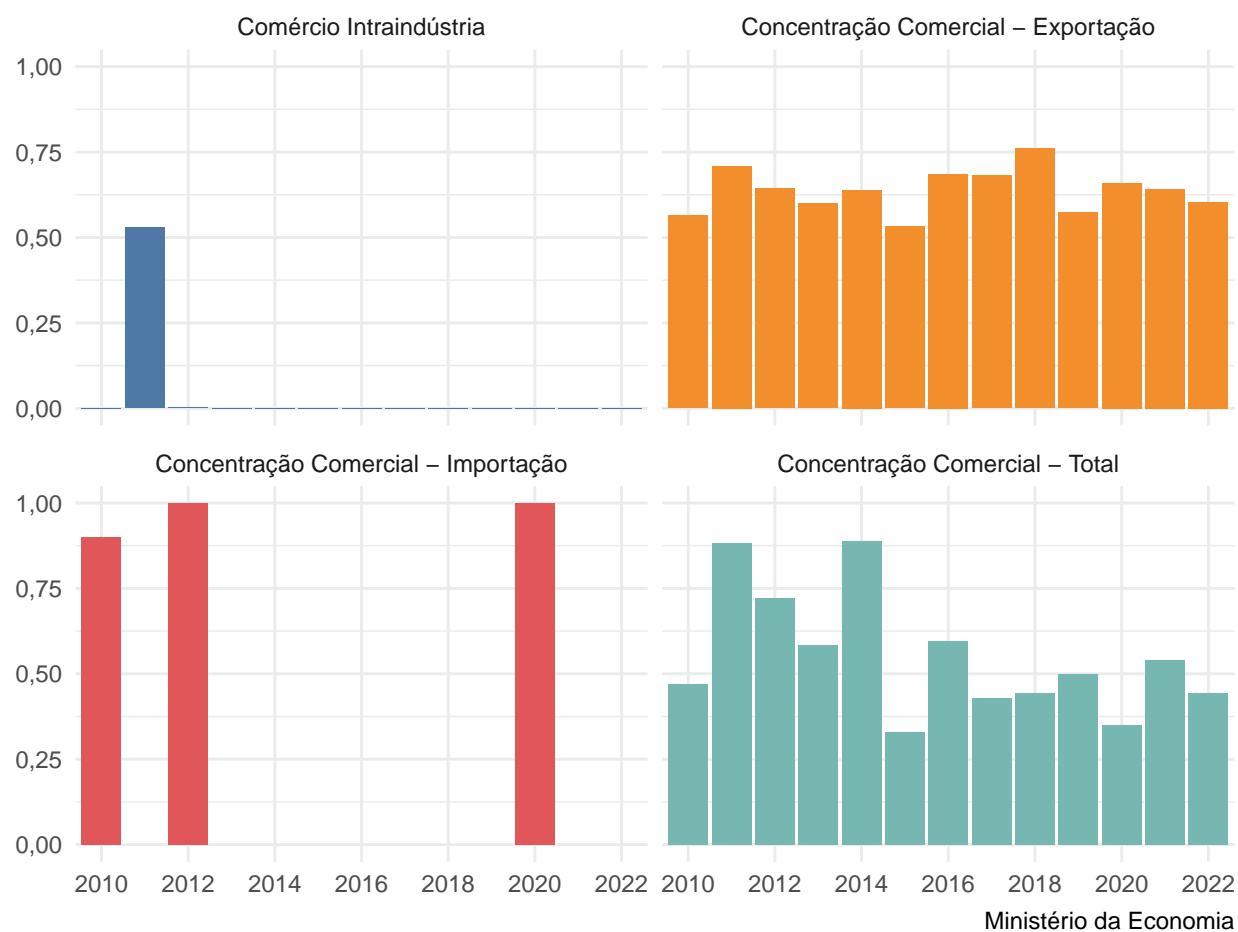 Comércio Intraindústria
Concentração Comercial – Exportação
1,00
0,75
0,50
0,25
0,00
Concentração Comercial – Importação
Concentração Comercial – Total
1,00
0,75
0,50
0,25
0,00
2010 2012 2014 2016 2018 2020 2022
2010 2012 2014 2016 2018 2020 2022
Ministério da Economia